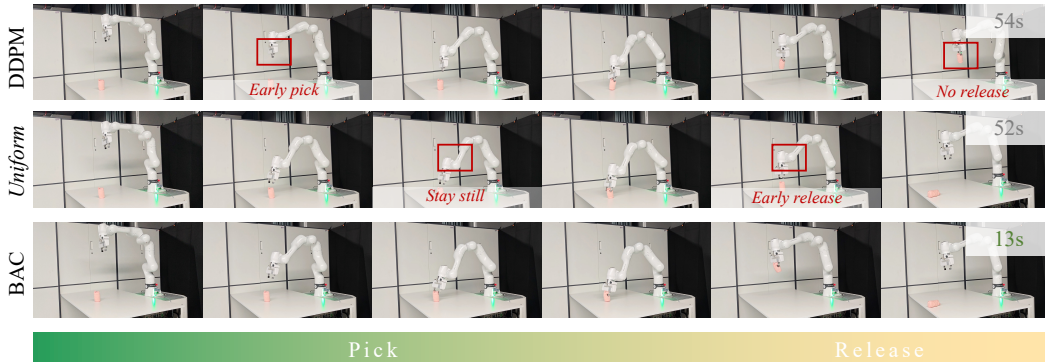 DDPM
54s
Early pick
No release
Uniform
52s
Stay still
Early release
BAC
13s
Pick
Release